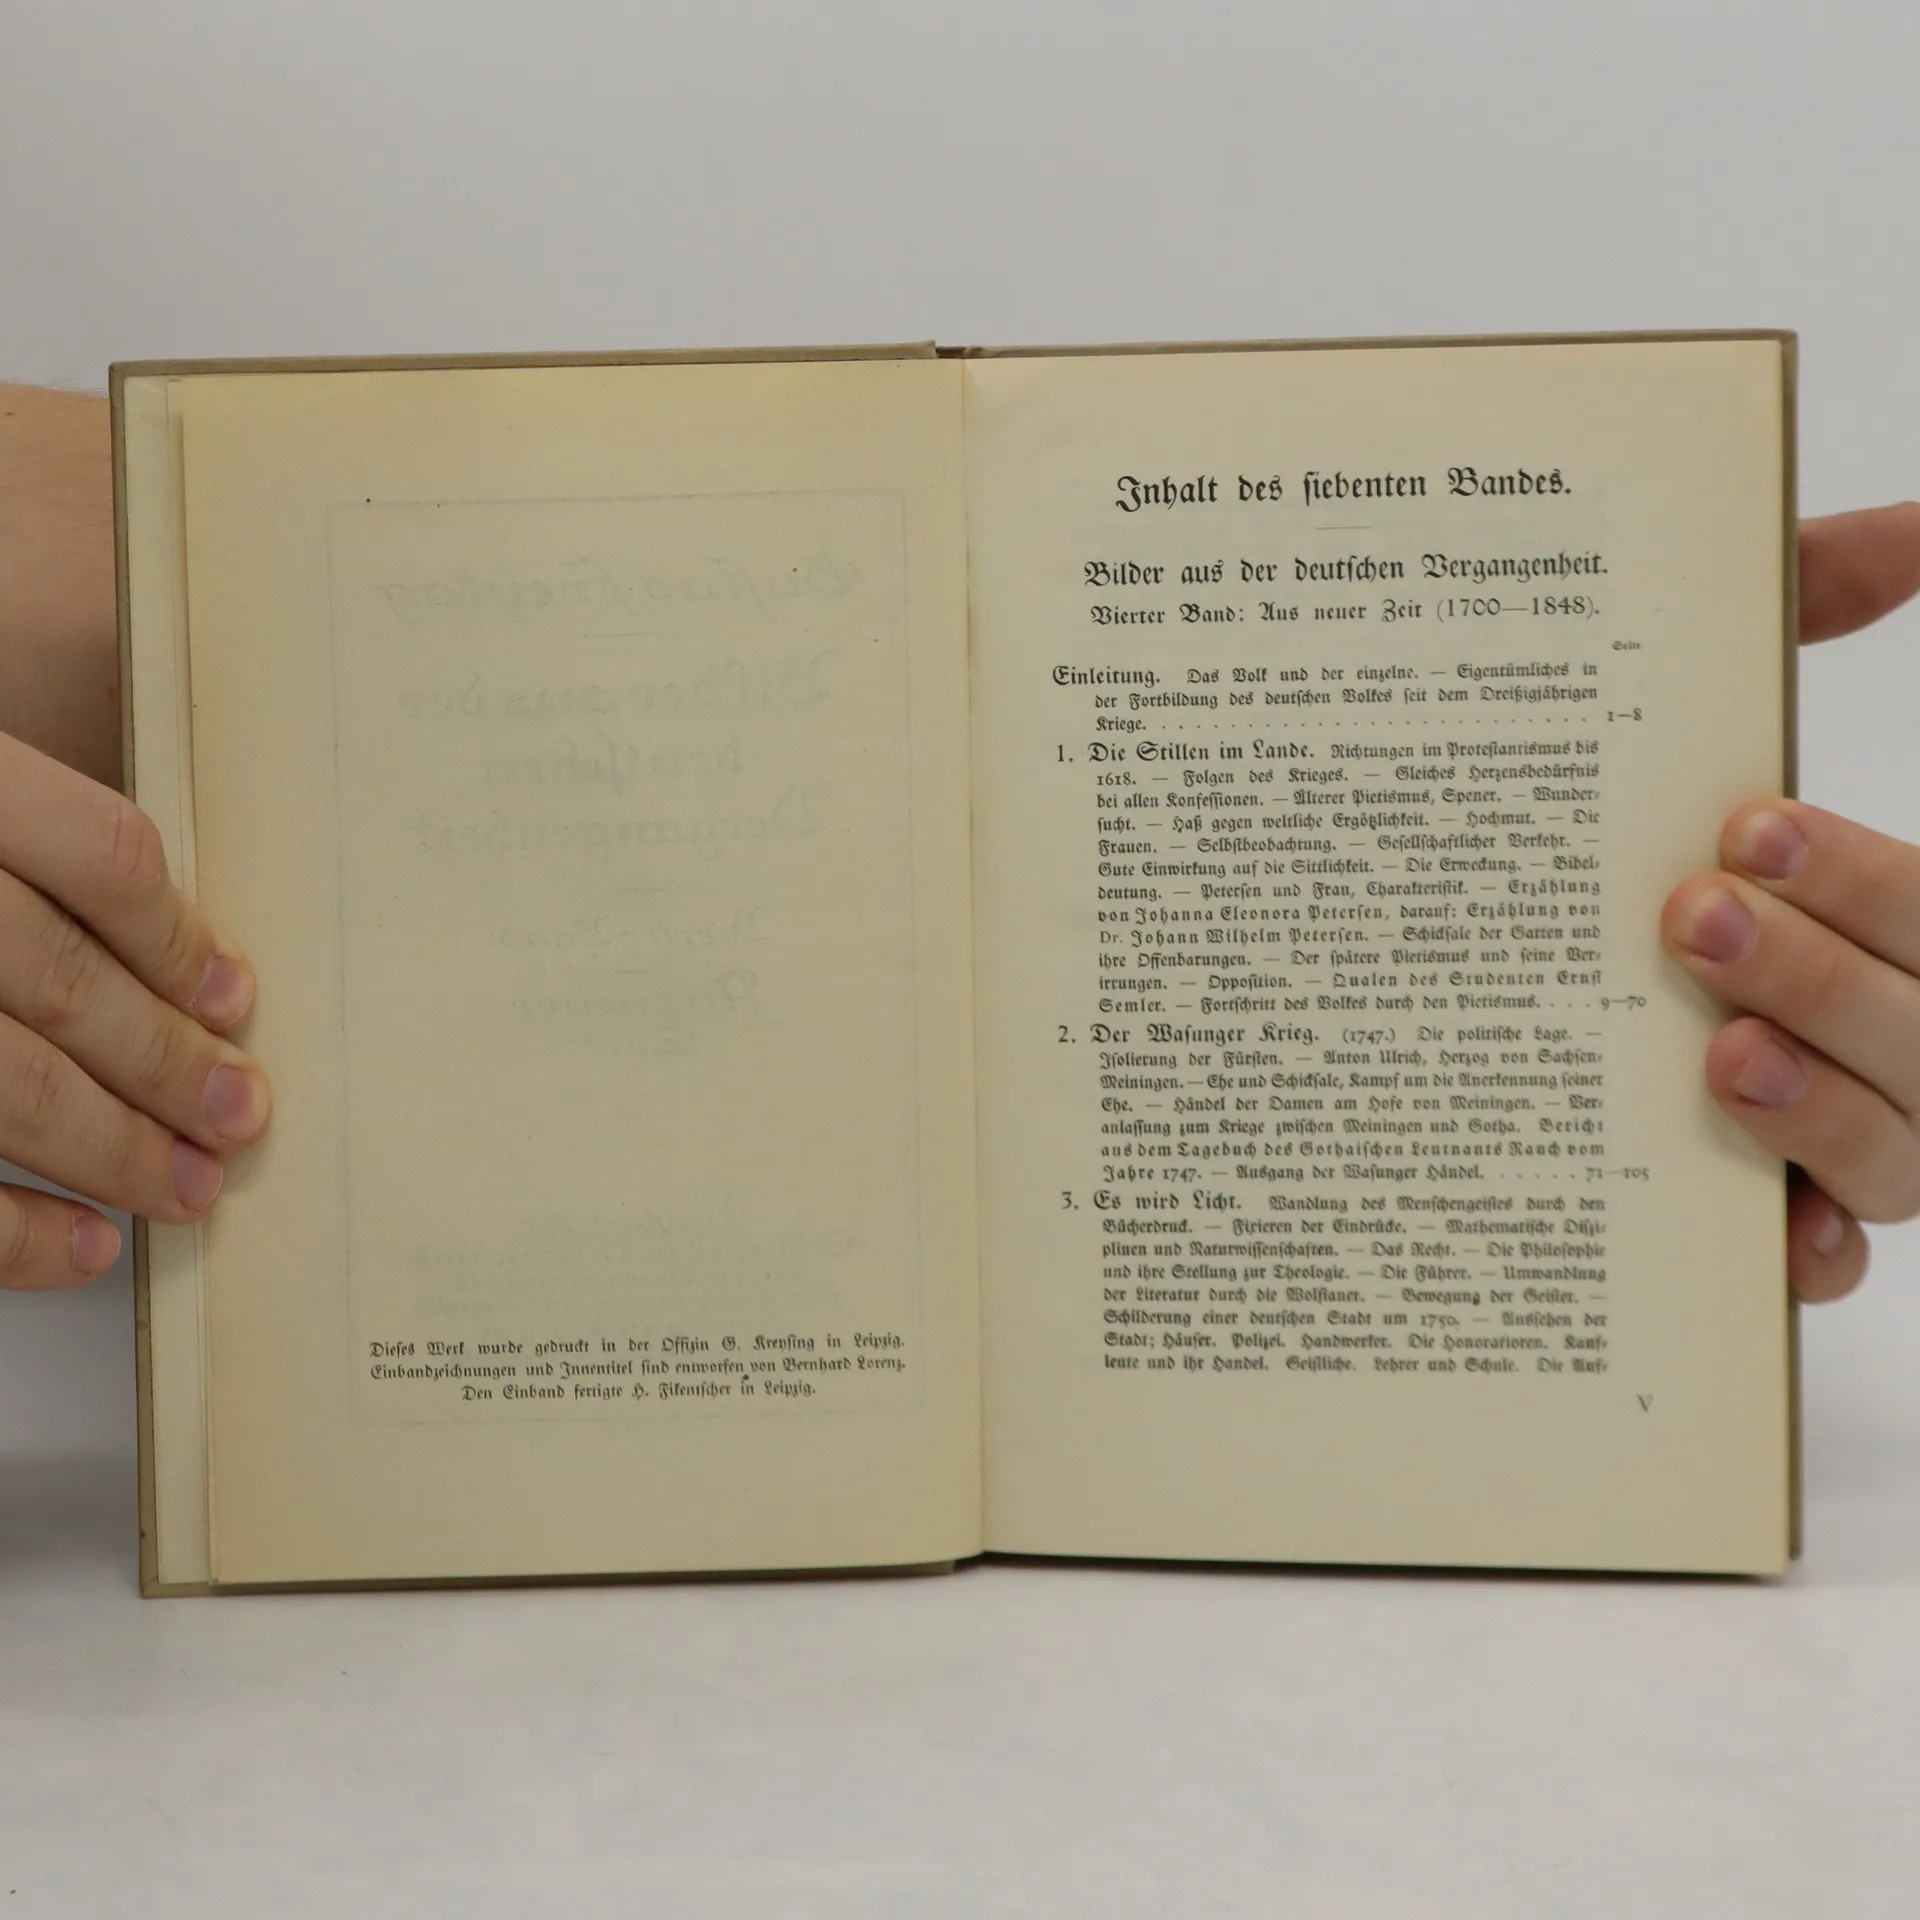 Dieses Werk wurde gedruckt in der Offizin G. Kreysing in Leipzig.
Einbandzeichnungen und Innentitel sind entworfen von Bernhard Lorenz.
Den Einband fertigte H. Fikentscher in Leipzig.
Inhalt des siebenten Bandes.
Bilder aus der deutschen Vergangenheit.
Vierter Band: Aus neuer Zeit (1700—1848).
Seite
Einleitung. Das Volk und der einzelne. — Eigentümliches in
der Fortbildung des deutschen Volkes seit dem Dreißigjährigen
Kriege. . . . . . . . . . . . . . . . . . . . . . . . 1—8
1. Die Stillen im Lande. Richtungen im Protestantismus bis
1618. — Folgen des Krieges. — Gleiches Herzensbedürfnis
bei allen Konfessionen. — Älterer Pietismus, Spener. — Wunder-
sucht. — Haß gegen weltliche Ergötzlichkeit. — Hochmut. — Die
Frauen. — Selbstbeobachtung. — Gesellschaftlicher Verkehr. —
Gute Einwirkung auf die Sittlichkeit. — Die Erweckung. — Bibel-
deutung. — Petersen und Frau, Charakteristik. — Erzählung
von Johanna Eleonora Petersen, darauf: Erzählung von
Dr. Johann Wilhelm Petersen. — Schicksale der Gatten und
ihre Offenbarungen. — Der spätere Pietismus und seine Ver-
irrungen. — Opposition. — Qualen des Studenten Ernst
Semler. — Fortschritt des Volkes durch den Pietismus. . . . 9—70
2. Der Wasunger Krieg. (1747.) Die politische Lage. —
Isolierung der Fürsten. — Anton Ulrich, Herzog von Sachsen-
Meiningen. — Ehe und Schicksale, Kampf um die Anerkennung seiner
Ehe. — Händel der Damen am Hofe von Meiningen. — Ver-
anlassung zum Kriege zwischen Meiningen und Gotha. Bericht
aus dem Tagebuch des Gothaischen Leutnants Rauch vom
Jahre 1747. — Ausgang der Wasunger Händel. . . . . . 71—105
3. Es wird Licht. Wandlung des Menschengeistes durch den
Bücherdruck. — Fixieren der Eindrücke. — Mathematische Diszi-
plinen und Naturwissenschaften. — Das Recht. — Die Philosophie
und ihre Stellung zur Theologie. — Die Führer. — Umwandlung
der Literatur durch die Wolfianer. — Bewegung der Geister. —
Schilderung einer deutschen Stadt um 1750. — Aussehen der
Stadt; Häuser. Polizei. Handwerker. Die Honoratioren. Kauf-
leute und ihr Handel. Geistliche. Lehrer und Schule. Die Auf-
V